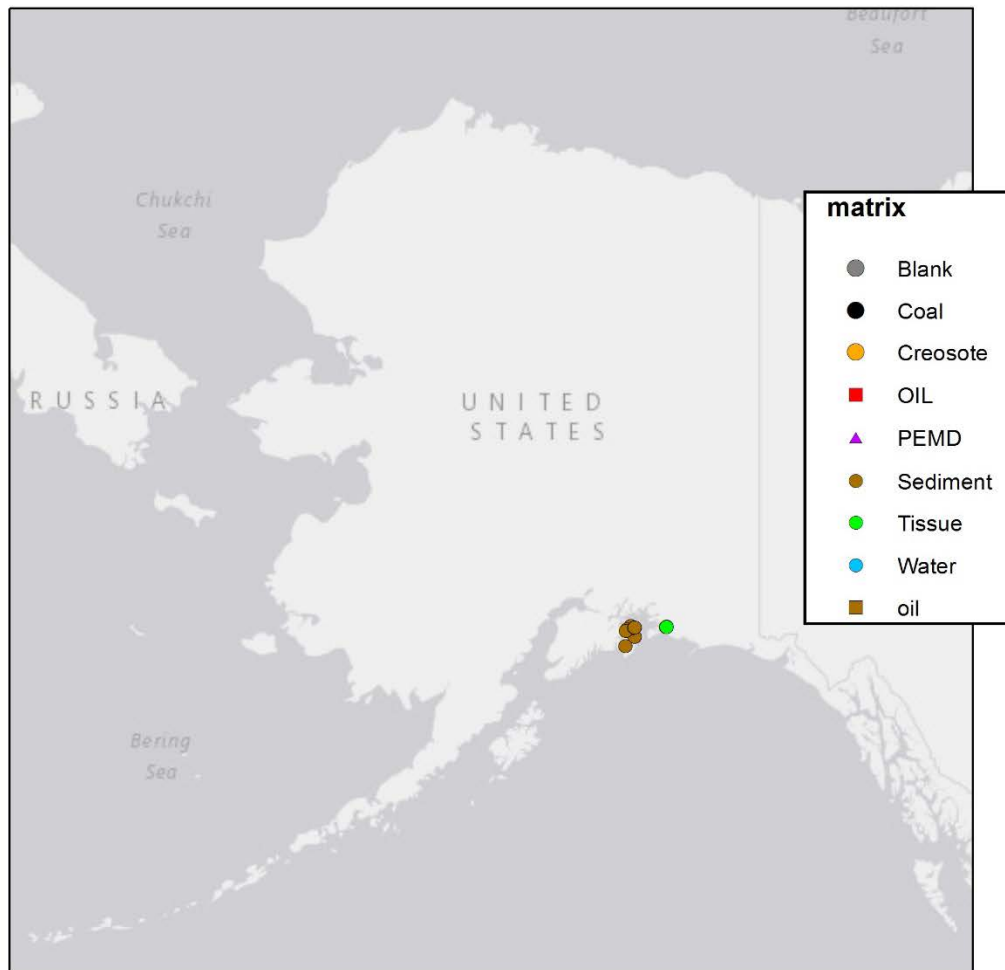 Beaufort
Sea
Chukchi
Sea
RUSSIA
UNITED
STATES
Bering
Sea
matrix
Blank
Coal
Creosote
OIL
PEMD
Sediment
Tissue
Water
oil